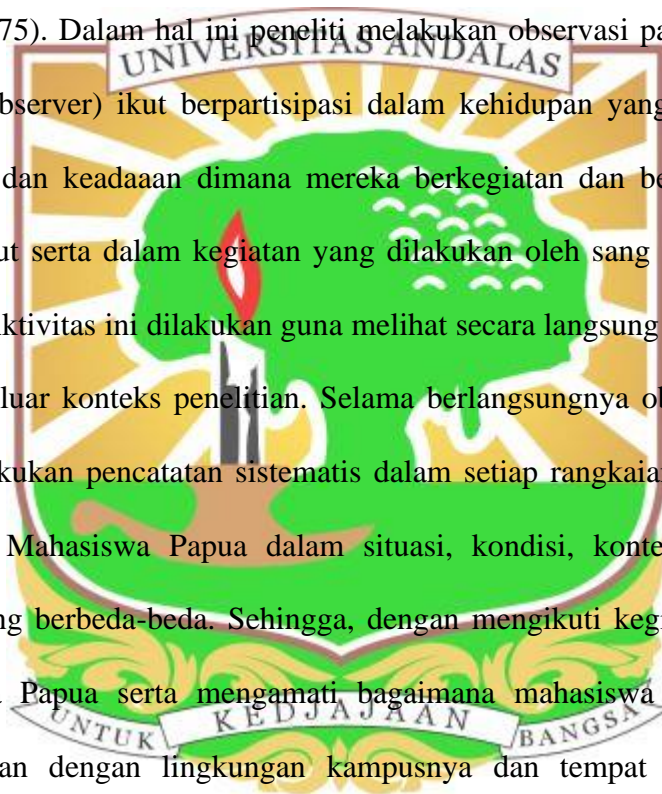 75). Dalam hal ini peneliti melakukan observasi pa
UNIVERSITAS ANDALAS
bserver) ikut berpartisipasi dalam kehidupan yang
dan keadaaan dimana mereka berkegiatan dan be
ut serta dalam kegiatan yang dilakukan oleh sang
ktivitas ini dilakukan guna melihat secara langsung
luar konteks penelitian. Selama berlangsungnya ob
kukan pencatatan sistematis dalam setiap rangkaian
Mahasiswa Papua dalam situasi, kondisi, konte
ng berbeda-beda. Sehingga, dengan mengikuti kegi
Papua serta mengamati bagaimana mahasiswa
UNTUK KEDJAJAAN BANGSA
an dengan lingkungan kampusnya dan tempat